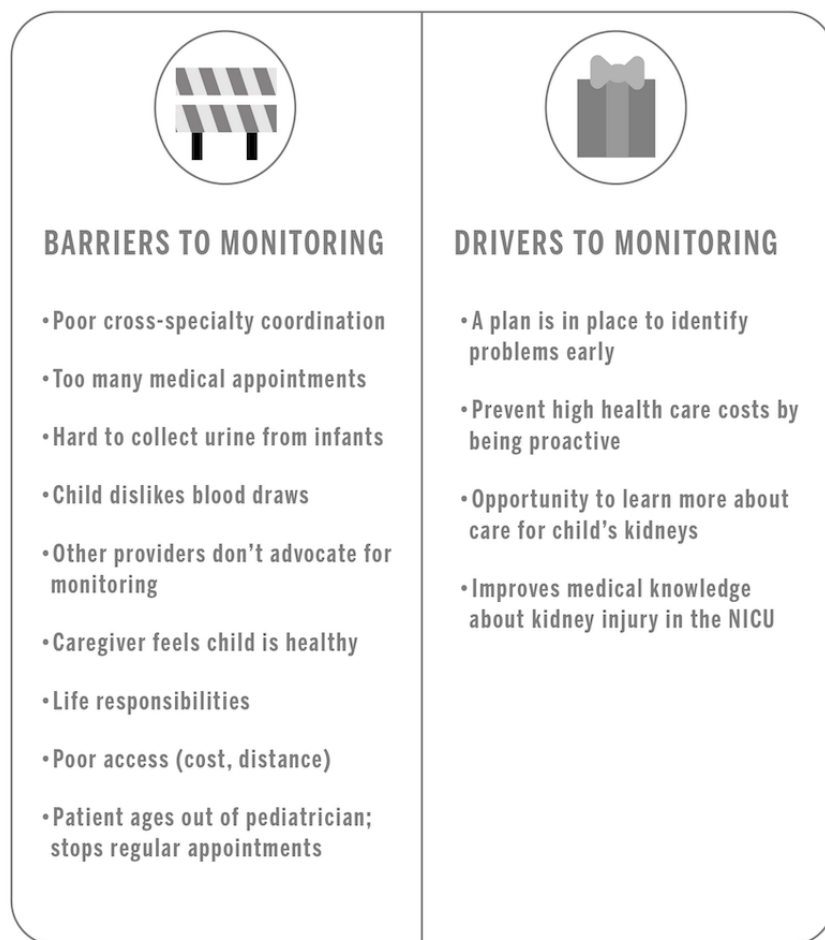 BARRIERS TO MONITORING
•Poor cross-specialty coordination
•Too many medical appointments
•Hard to collect urine from infants
•Child dislikes blood draws
•Other providers don’t advocate for
monitoring
•Caregiver feels child is healthy
•Life responsibilities
•Poor access (cost, distance)
•Patient ages out of pediatrician;
stops regular appointments
DRIVERS TO MONITORING
•A plan is in place to identify
problems early
•Prevent high health care costs by
being proactive
•Opportunity to learn more about
care for child’s kidneys
•Improves medical knowledge
about kidney injury in the NICU